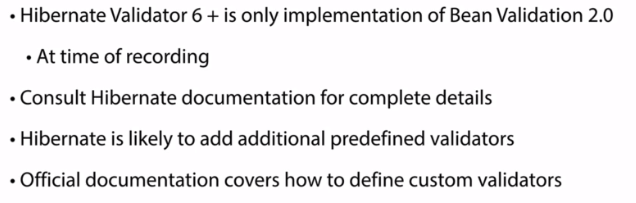 • Hibernate Validator 6 + is only implementation of Bean Validation 2.0
• At time of recording
• Consult Hibernate documentation for complete details
• Hibernate is likely to add additional predefined validators
• Official documentation covers how to define custom validators